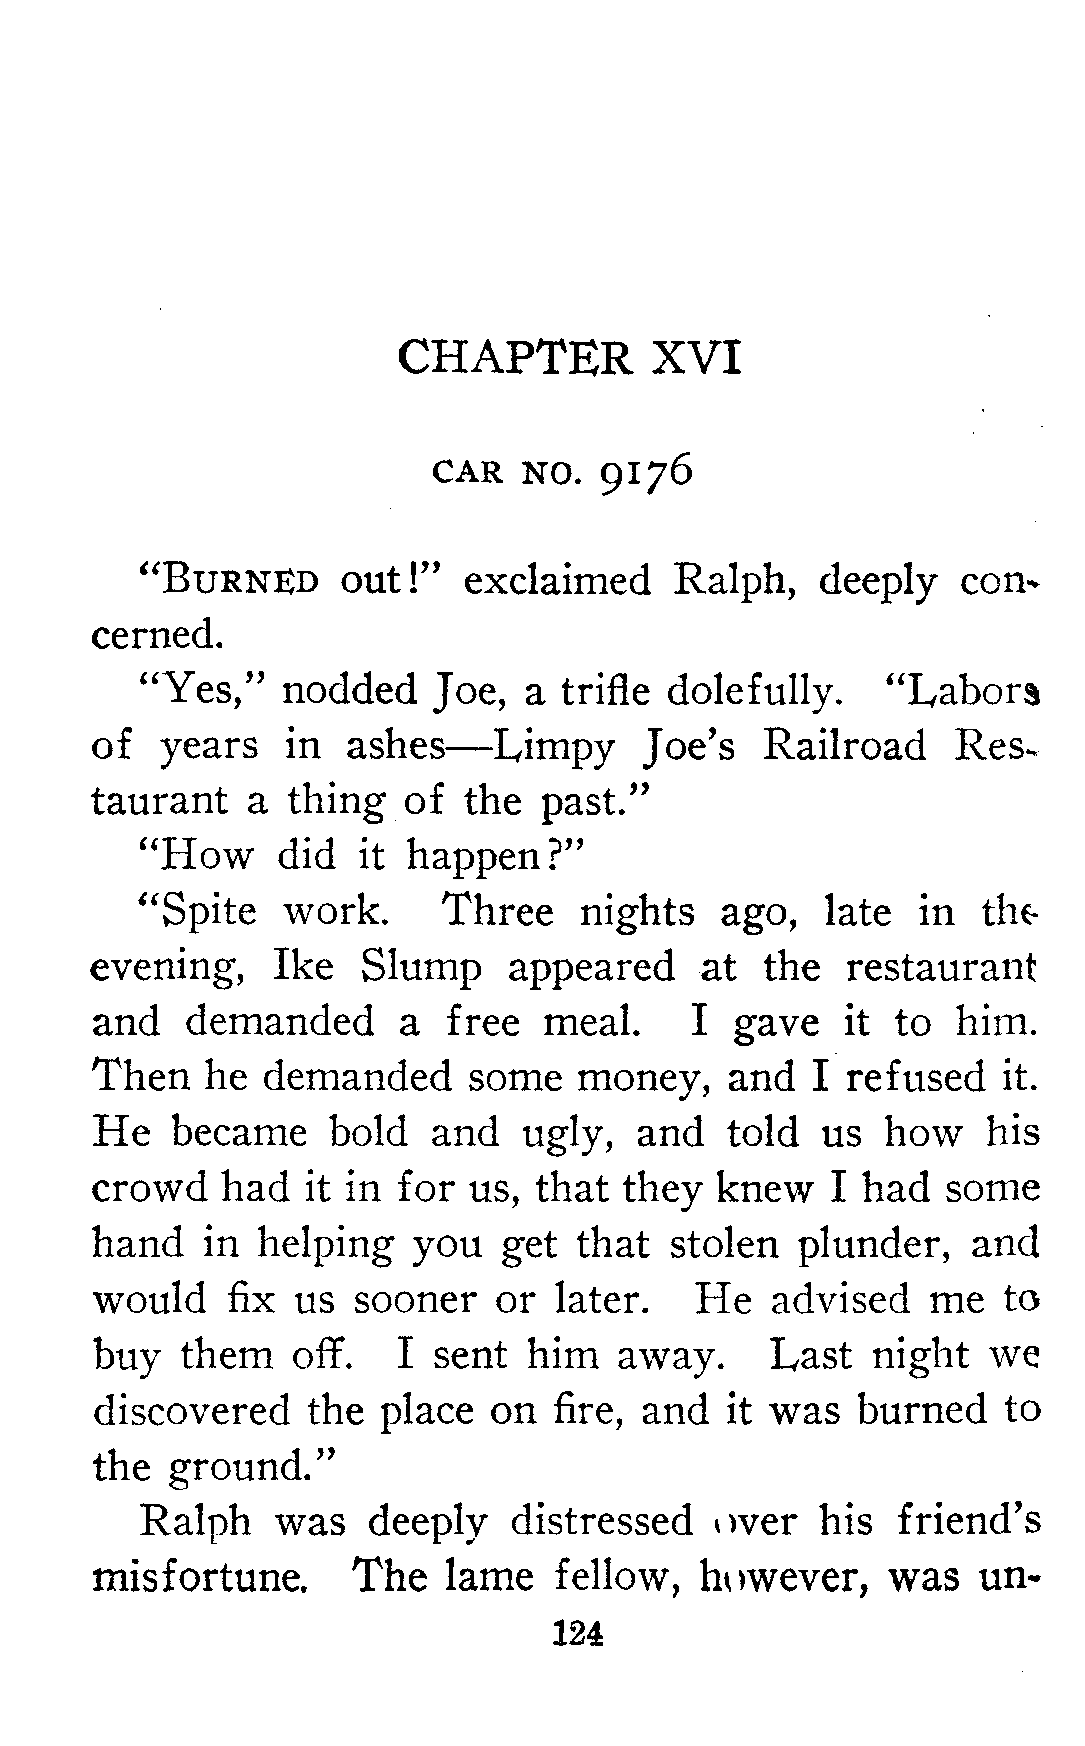 CHAPTER XVI
CAR NO. 9176
“BURNED out!” exclaimed Ralph, deeply con-
cerned.
“Yes,” nodded Joe, a trifle dolefully. “Labors
of years in ashes—Limpy Joe’s Railroad Res-
taurant a thing of the past.”
“How did it happen?”
“Spite work. Three nights ago, late in the
evening, Ike Slump appeared at the restaurant
and demanded a free meal. I gave it to him.
Then he demanded some money, and I refused it.
He became bold and ugly, and told us how his
crowd had it in for us, that they knew I had some
hand in helping you get that stolen plunder, and
would fix us sooner or later. He advised me to
buy them off. I sent him away. Last night we
discovered the place on fire, and it was burned to
the ground.”
Ralph was deeply distressed over his friend’s
misfortune. The lame fellow, however, was un-
124